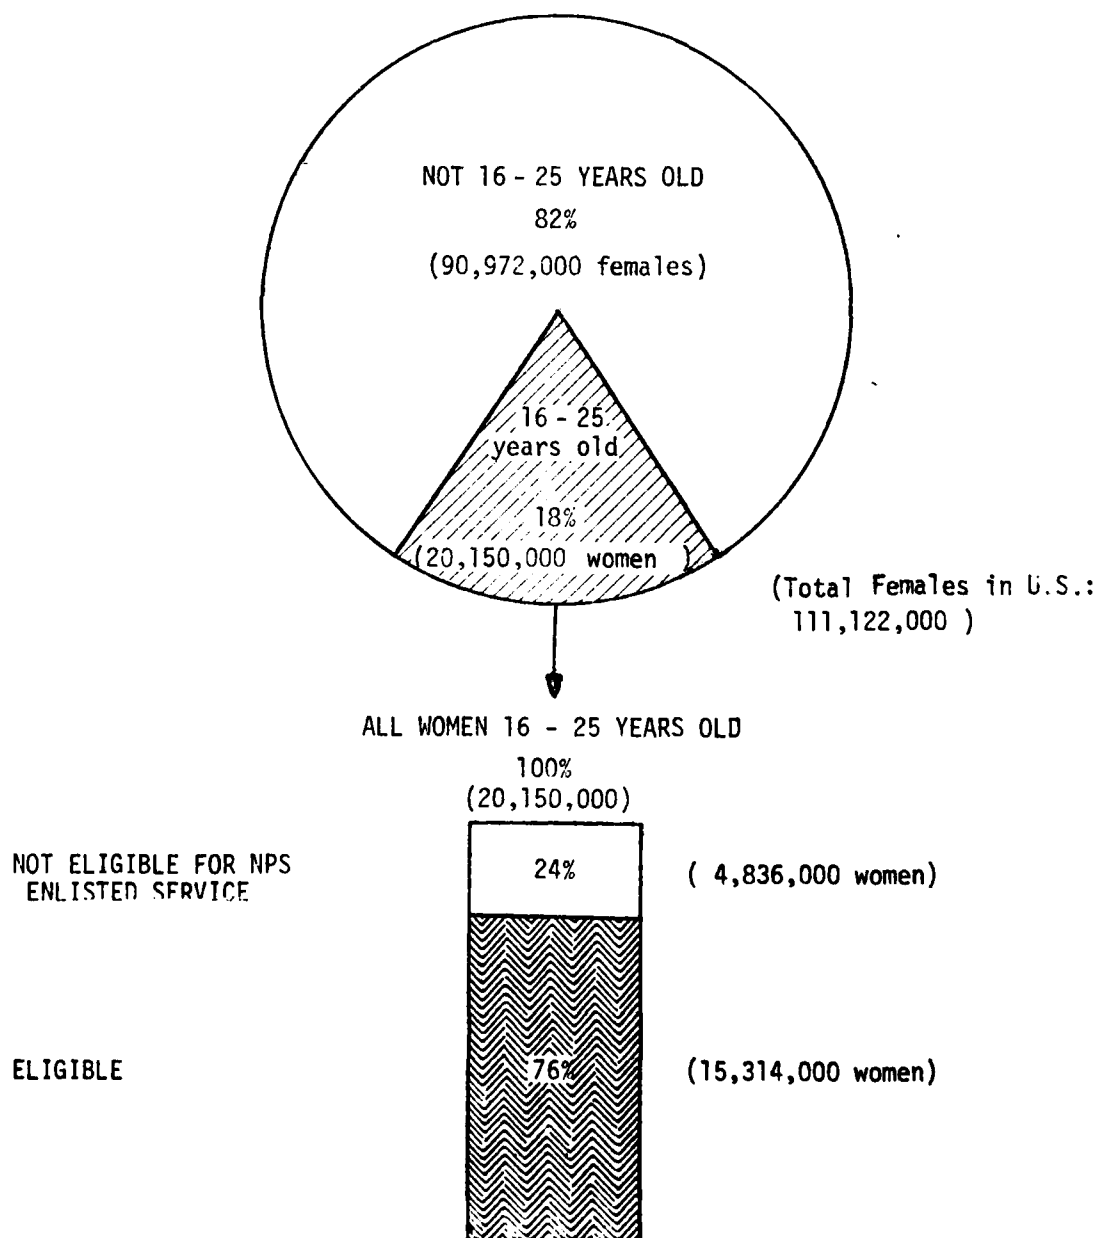 NOT 16 - 25 YEARS OLD
82%
(90,972,000 females)
16 - 25
years old
18%
(20,150,000 women )
(Total Females in U.S.:
111,122,000 )
ALL WOMEN 16 - 25 YEARS OLD
100%
(20,150,000)
NOT ELIGIBLE FOR NPS
ENLISTED SERVICE
24%
( 4,836,000 women)
ELIGIBLE
76%
(15,314,000 women)